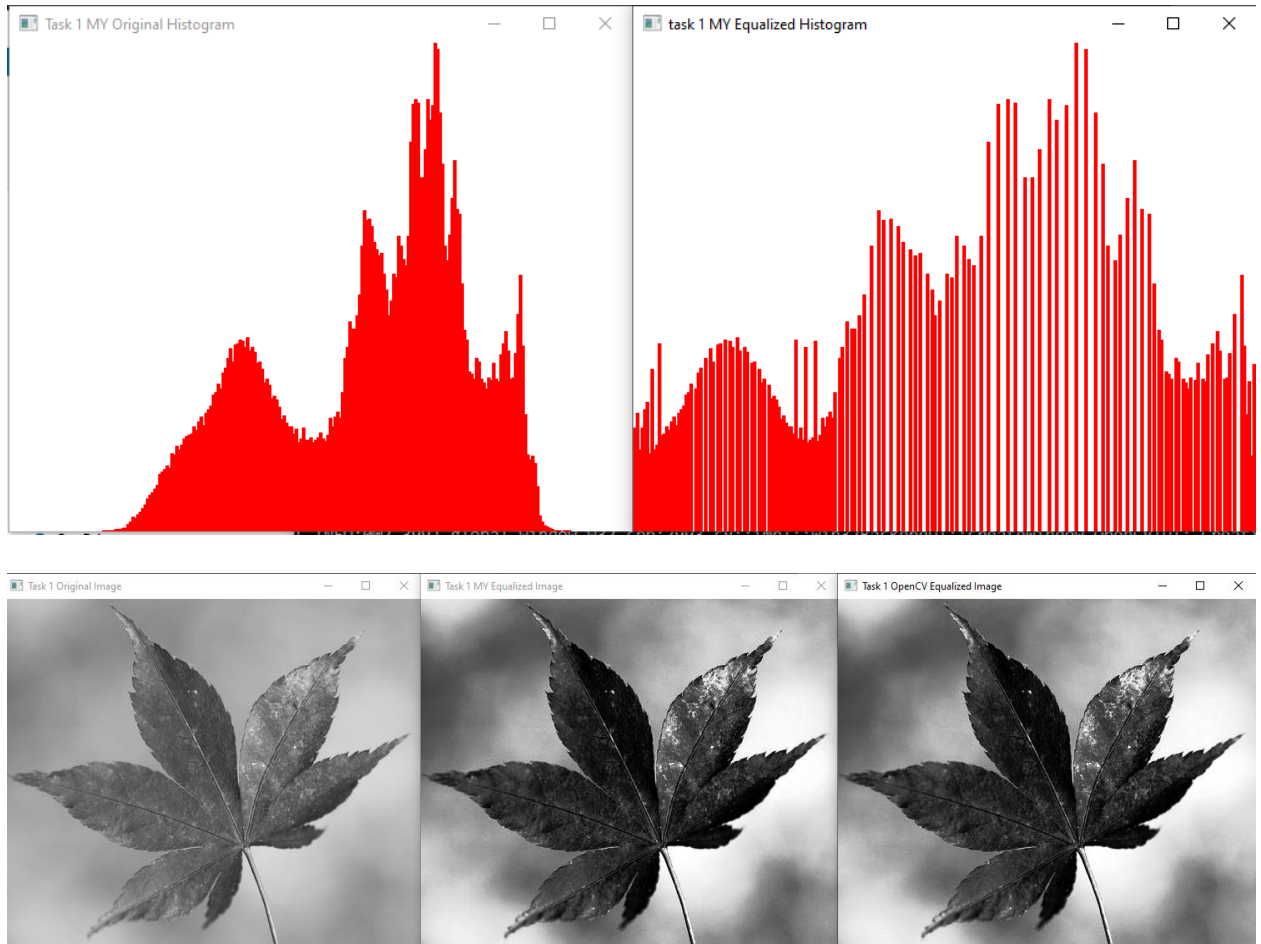 Task 1 MY Original Histogram
task 1 MY Equalized Histogram
Task 1 Original Image
Task 1 MY Equalized Image
Task 1 OpenCV Equalized Image